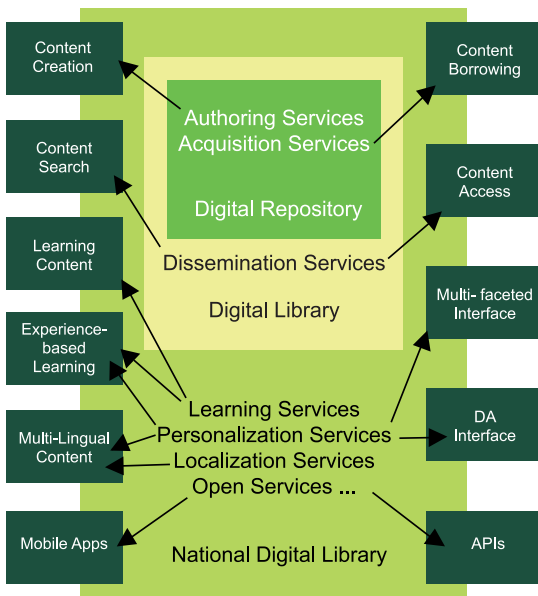 Content
Creation
Content
Borrowing
Authoring Services
Acquisition Services
Content
Search
Content
Access
Digital Repository
Learning
Content
Dissemination Services
Multi- faceted
Interface
Digital Library
Experience-
based
Learning
Learning Services
Personalization Services
Localization Services
Open Services ...
Multi-Lingual
Content
DA
Interface
Mobile Apps
National Digital Library
APIs